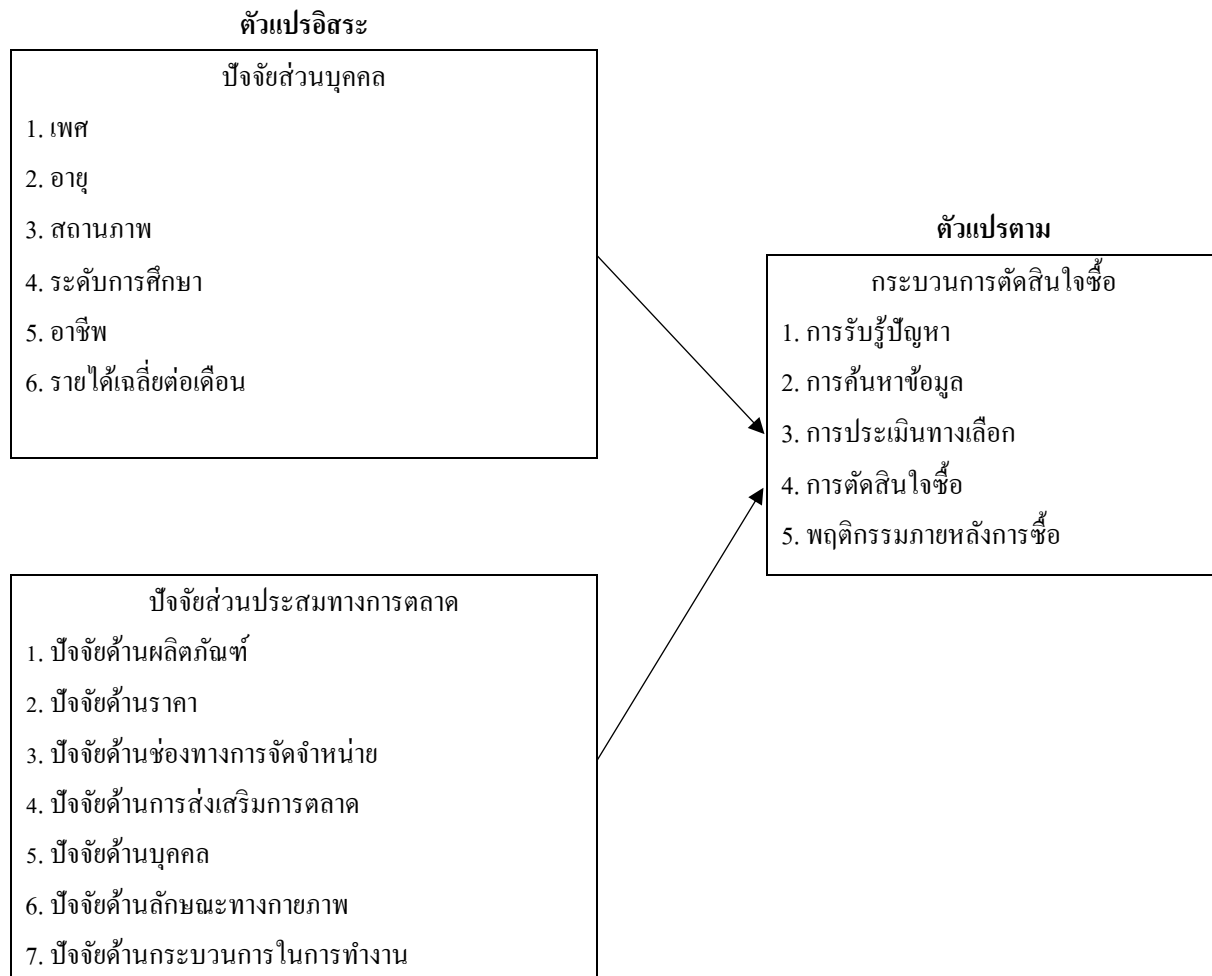 ตัวแปรอิสระ
ปัจจัยส่วนบุคคล
1. เพศ
2. อายุ
3. สถานภาพ
4. ระดับการศึกษา
5. อาชีพ
6. รายได้เฉลี่ยต่อเดือน
ตัวแปรตาม
กระบวนการตัดสินใจซื้อ
1. การรับรู้ปัญหา
2. การค้นหาข้อมูล
3. การประเมินทางเลือก
4. การตัดสินใจซื้อ
5. พฤติกรรมภายหลังการซื้อ
ปัจจัยส่วนประสมทางการตลาด
1. ปัจจัยด้านผลิตภัณฑ์
2. ปัจจัยด้านราคา
3. ปัจจัยด้านช่องทางการจัดจำหน่าย
4. ปัจจัยด้านการส่งเสริมการตลาด
5. ปัจจัยด้านบุคคล
6. ปัจจัยด้านลักษณะทางกายภาพ
7. ปัจจัยด้านกระบวนการในการทำงาน